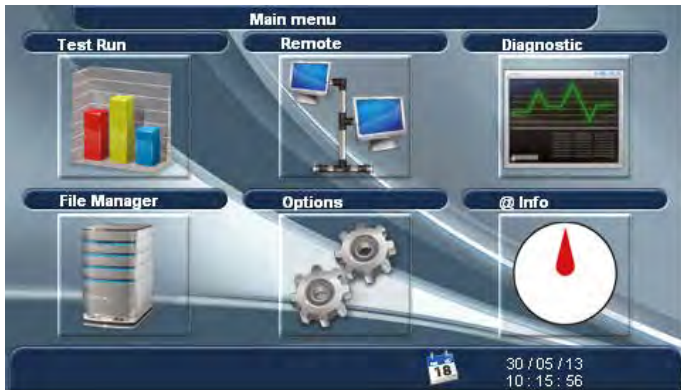 Main menu
Test Run
Remote
Diagnostic
File Manager
Options
@ Info
18
30 / 05 / 13
10 : 15 : 56